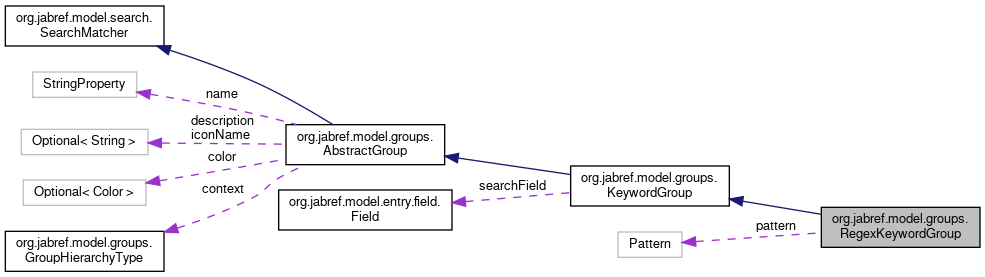 org.jabref.model.search.
SearchMatcher
StringProperty
name
description
iconName
Optional< String >
org.jabref.model.groups.
AbstractGroup
color
Optional< Color >
context
org.jabref.model.groups.
GroupHierarchyType
org.jabref.model.groups.
KeywordGroup
searchField
org.jabref.model.entry.field.
Field
org.jabref.model.groups.
RegexKeywordGroup
pattern
Pattern